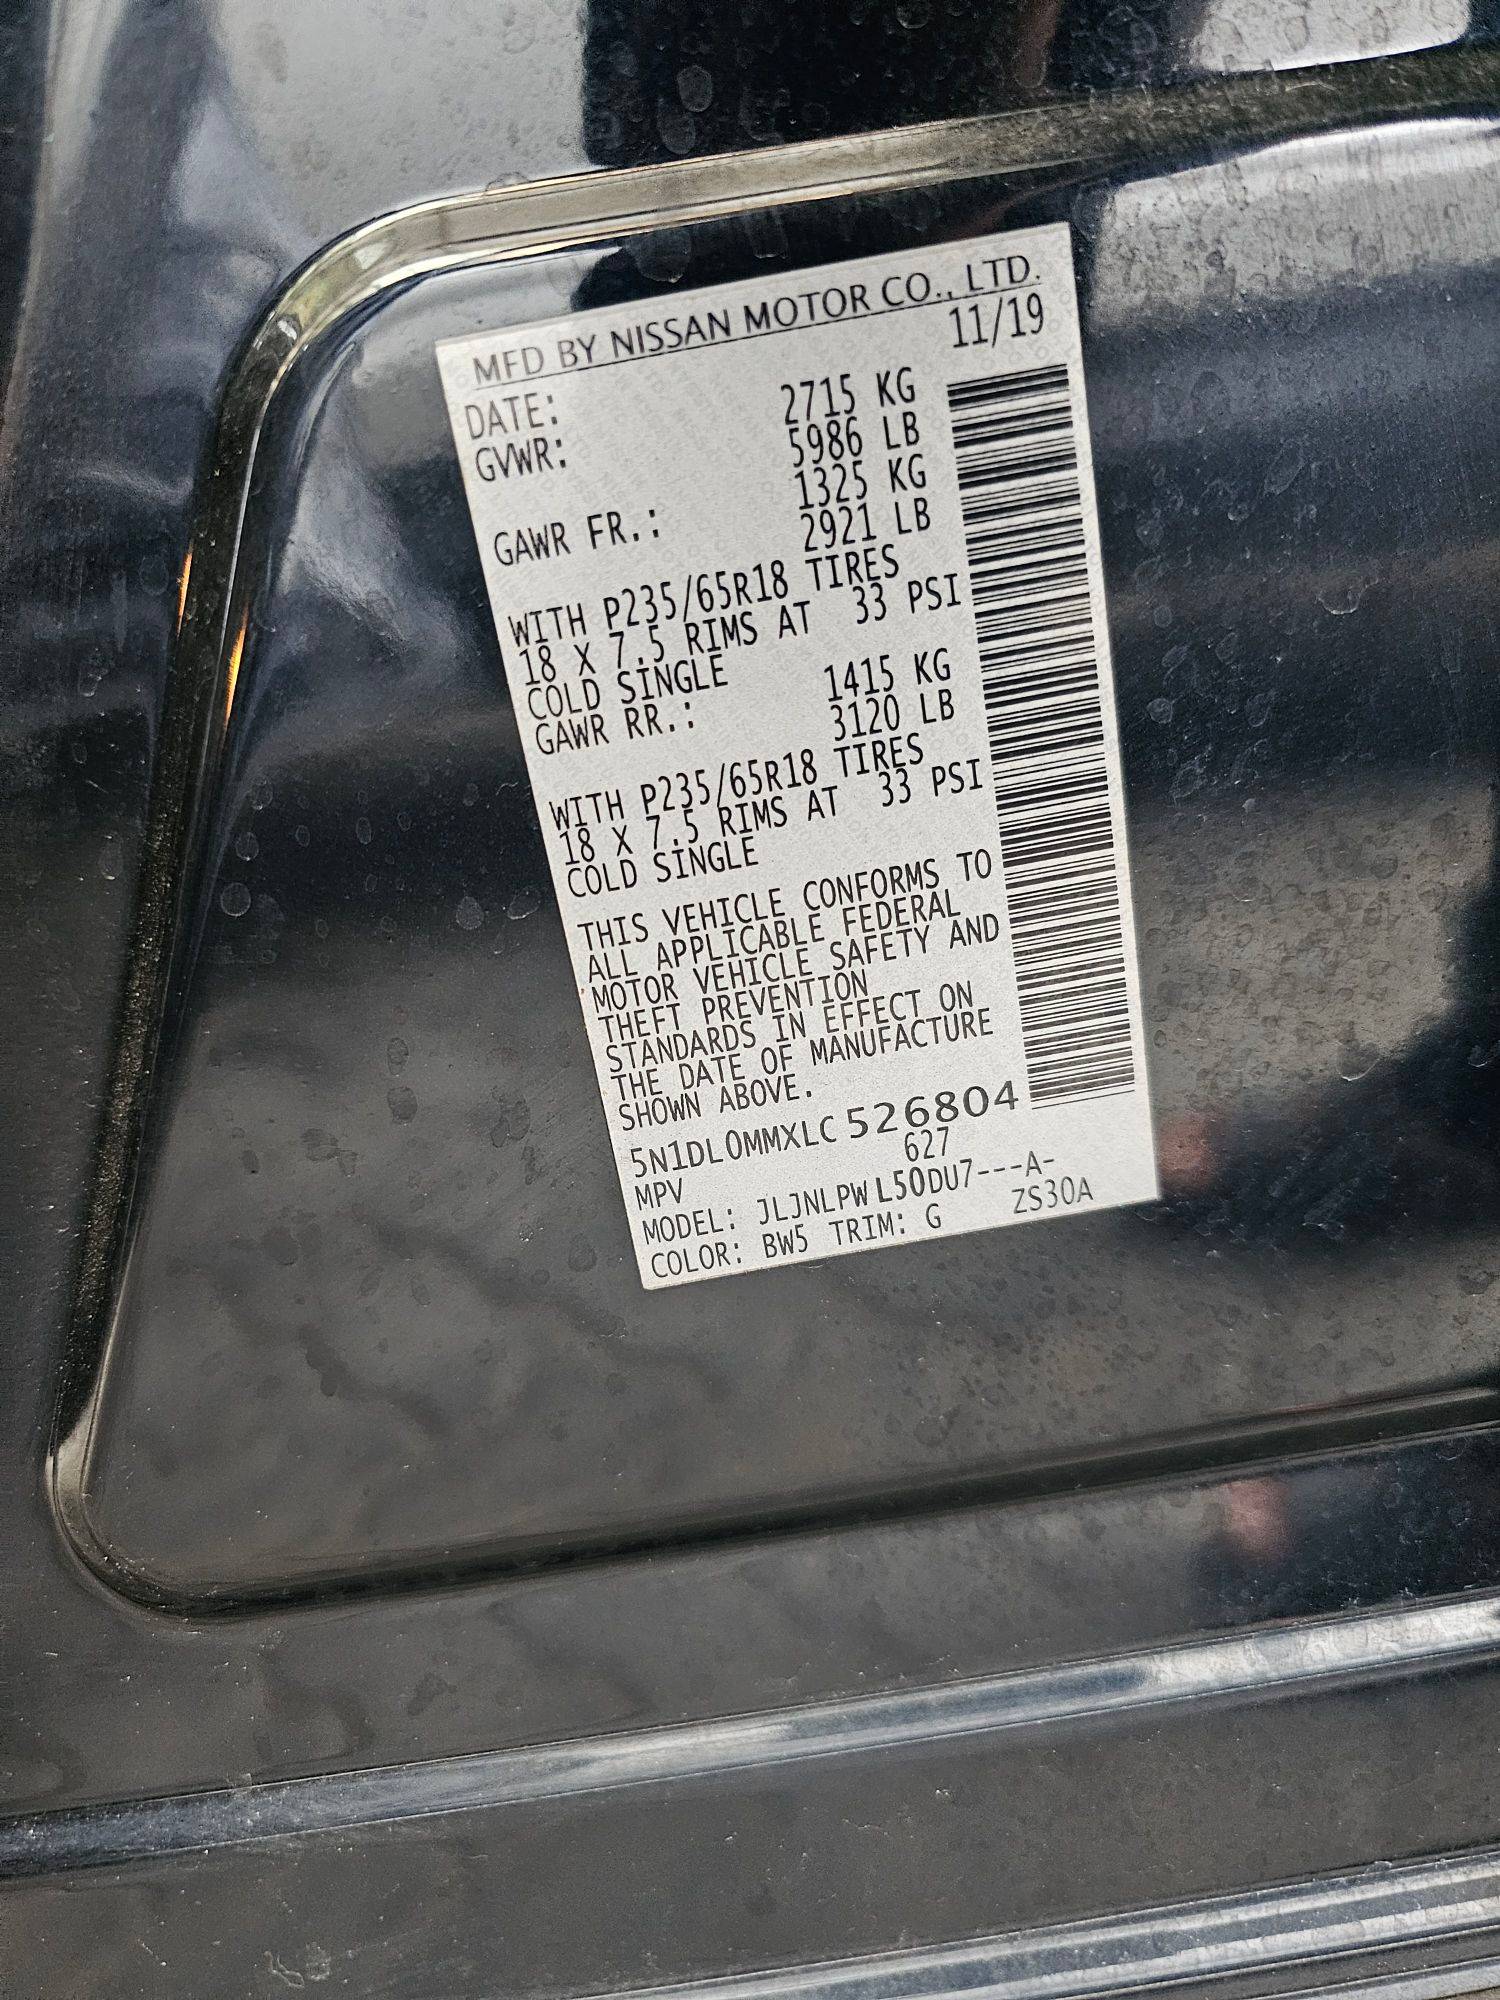 MFD BY NISSAN MOTOR CO., LTD.
DATE: 11/19
GVWR: 2715 KG
5986 LB
GAWR FR.: 1325 KG
2921 LB
WITH P235/65R18 TIRES
18 X 7.5 RIMS AT 33 PSI
COLD SINGLE
GAWR RR.: 1415 KG
3120 LB
WITH P235/65R18 TIRES
18 X 7.5 RIMS AT 33 PSI
COLD SINGLE
THIS VEHICLE CONFORMS TO
ALL APPLICABLE FEDERAL
MOTOR VEHICLE SAFETY AND
THEFT PREVENTION
STANDARDS IN EFFECT ON
THE DATE OF MANUFACTURE
SHOWN ABOVE.
5N1DL0MMXLC 526804
MPV 627
MODEL: JLJNLPW L50DU7---A-
COLOR: BW5 TRIM: G ZS30A